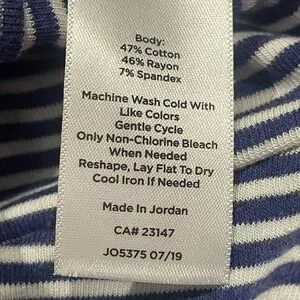 Body:
47% Cotton
46% Rayon
7% Spandex
Machine Wash Cold With
Like Colors
Gentle Cycle
Only Non-Chlorine Bleach
When Needed
Reshape, Lay Flat To Dry
Cool Iron If Needed
Made In Jordan
CA# 23147
JO5375 07/19